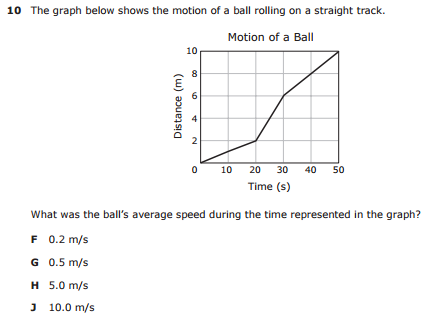 10 The graph below shows the motion of a ball rolling on a straight track.
Motion of a Ball
10
8
6
4
2
Distance (m)
0 10 20 30 40 50
Time (s)
What was the ball's average speed during the time represented in the graph?
F 0.2 m/s
G 0.5 m/s
H 5.0 m/s
J 10.0 m/s